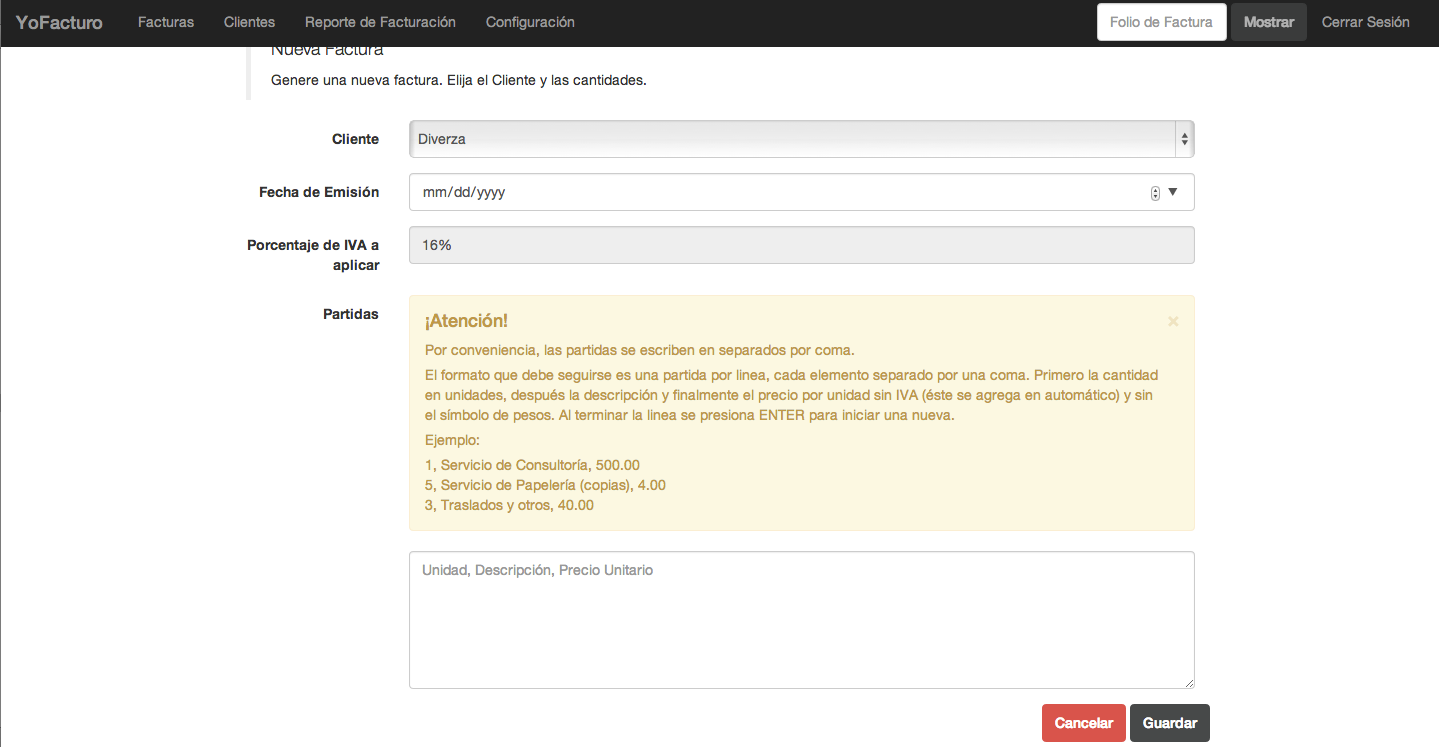 YoFacturo Facturas Clientes Reporte de Facturación Configuración Folio de Factura Mostrar Cerrar Sesión
Nueva Factura
Genere una nueva factura. Elija el Cliente y las cantidades.
Cliente Diverza
Fecha de Emisión mm/dd/yyyy
Porcentaje de IVA a
aplicar
16%
Partidas
¡Atención!
×
Por conveniencia, las partidas se escriben en separados por coma.
El formato que debe seguirse es una partida por linea, cada elemento separado por una coma. Primero la cantidad
en unidades, después la descripción y finalmente el precio por unidad sin IVA (éste se agrega en automático) y sin
el símbolo de pesos. Al terminar la linea se presiona ENTER para iniciar una nueva.
Ejemplo:
1, Servicio de Consultoría, 500.00
5, Servicio de Papelería (copias), 4.00
3, Traslados y otros, 40.00
Unidad, Descripción, Precio Unitario
Cancelar Guardar